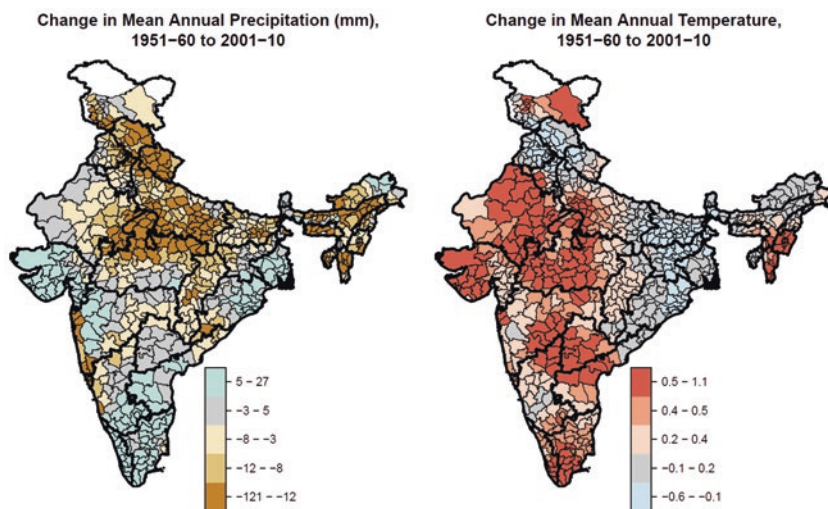 Change in Mean Annual Precipitation (mm),
1951−60 to 2001−10
5 − 27
−3 − 5
−8 − −3
−12 − −8
−121 − −12
Change in Mean Annual Temperature,
1951−60 to 2001−10
0.5 − 1.1
0.4 − 0.5
0.2 − 0.4
−0.1 − 0.2
−0.6 − −0.1